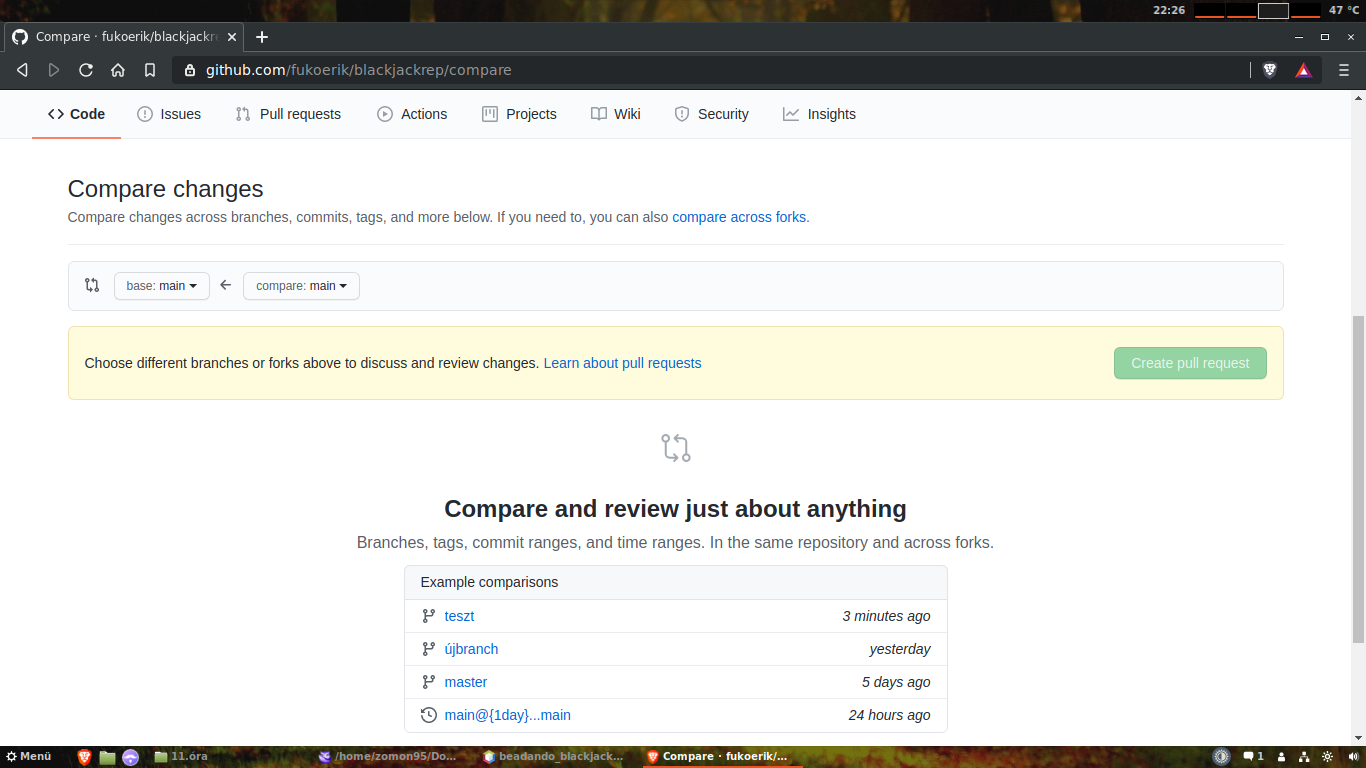 22:26 47 °C
Compare · fukoerik/blackjackre
github.com/fukoerik/blackjackrep/compare
Code Issues Pull requests Actions Projects Wiki Security Insights
Compare changes
Compare changes across branches, commits, tags, and more below. If you need to, you can also compare across forks.
base: main compare: main
Choose different branches or forks above to discuss and review changes. Learn about pull requests Create pull request
Compare and review just about anything
Branches, tags, commit ranges, and time ranges. In the same repository and across forks.
Example comparisons
teszt 3 minutes ago
újbranch yesterday
master 5 days ago
main@{1day}...main 24 hours ago
Menü 11.óra /home/zomon95/Do... beadando_blackjack... Compare · fukoerik/... 1